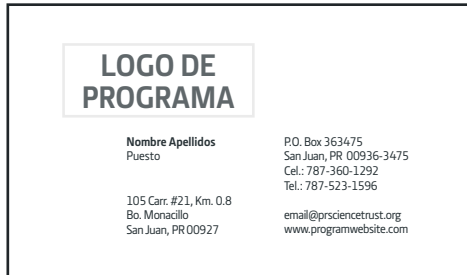 LOGO DE
PROGRAMA
Nombre Apellidos
Puesto
105 Carr. #21, Km. 0.8
Bo. Monacillo
San Juan, PR 00927
P.O. Box 363475
San Juan, PR 00936-3475
Cel.: 787-360-1292
Tel.: 787-523-1596
email@prsciencetrust.org
www.programwebsite.com